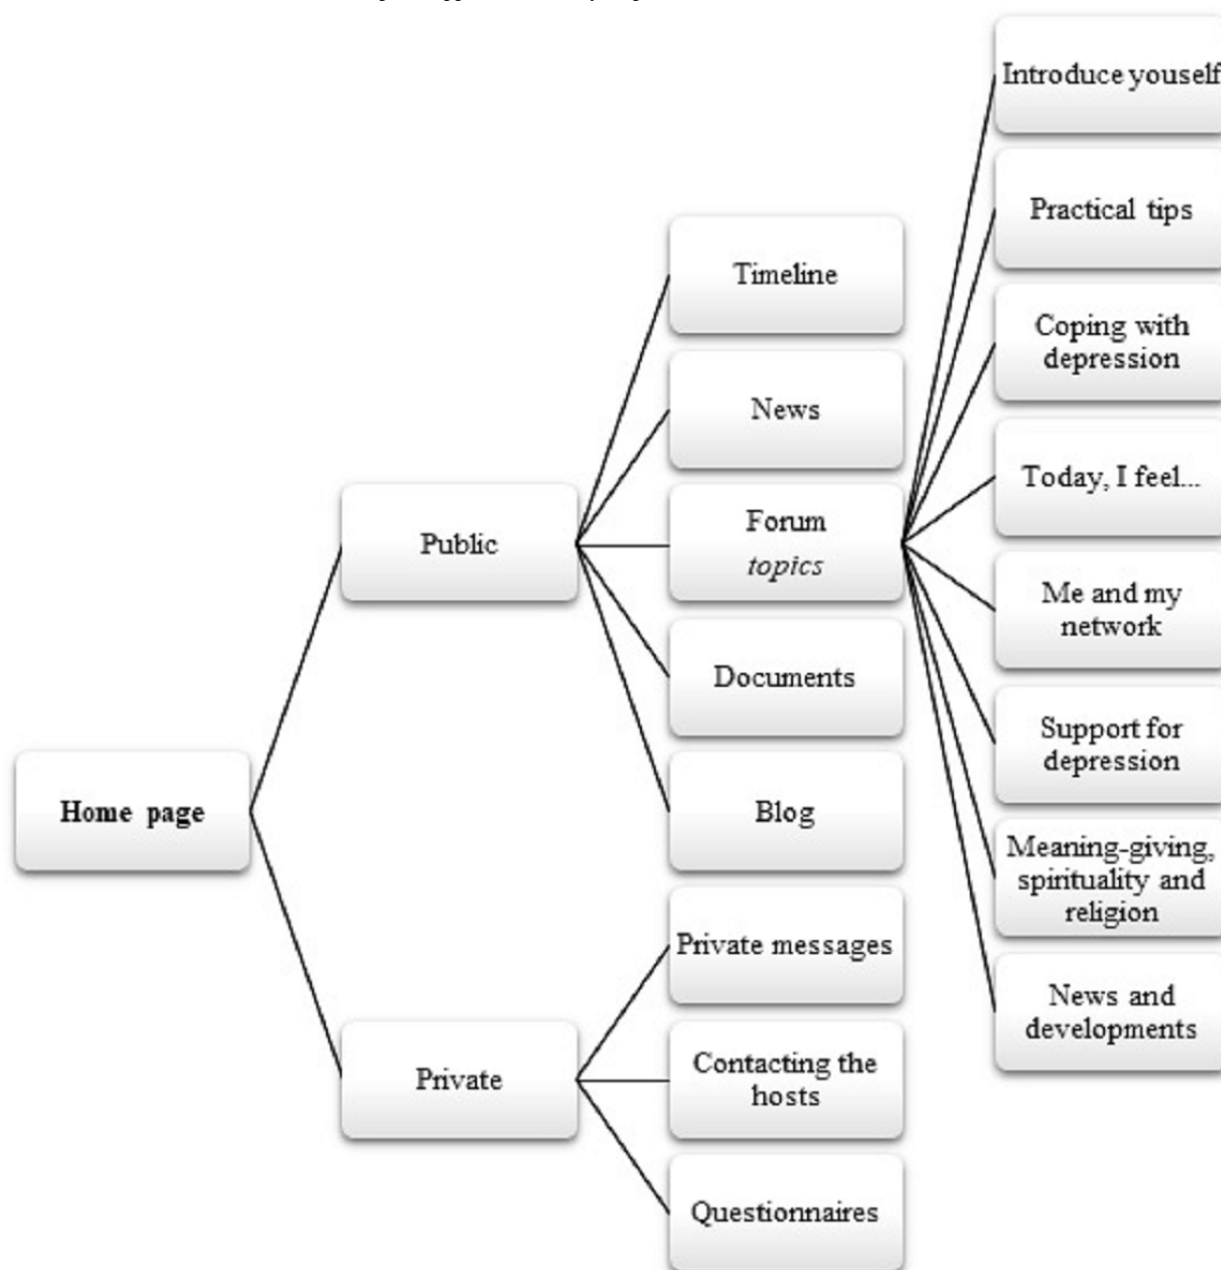 Introduce youself
Practical tips
Coping with
depression
Timeline
News
Today, I feel...
Public
Forum
topics
Me and my
network
Documents
Support for
depression
Home page
Blog
Meaning-giving,
spirituality and
religion
Private messages
News and
developments
Private
Contacting the
hosts
Questionnaires